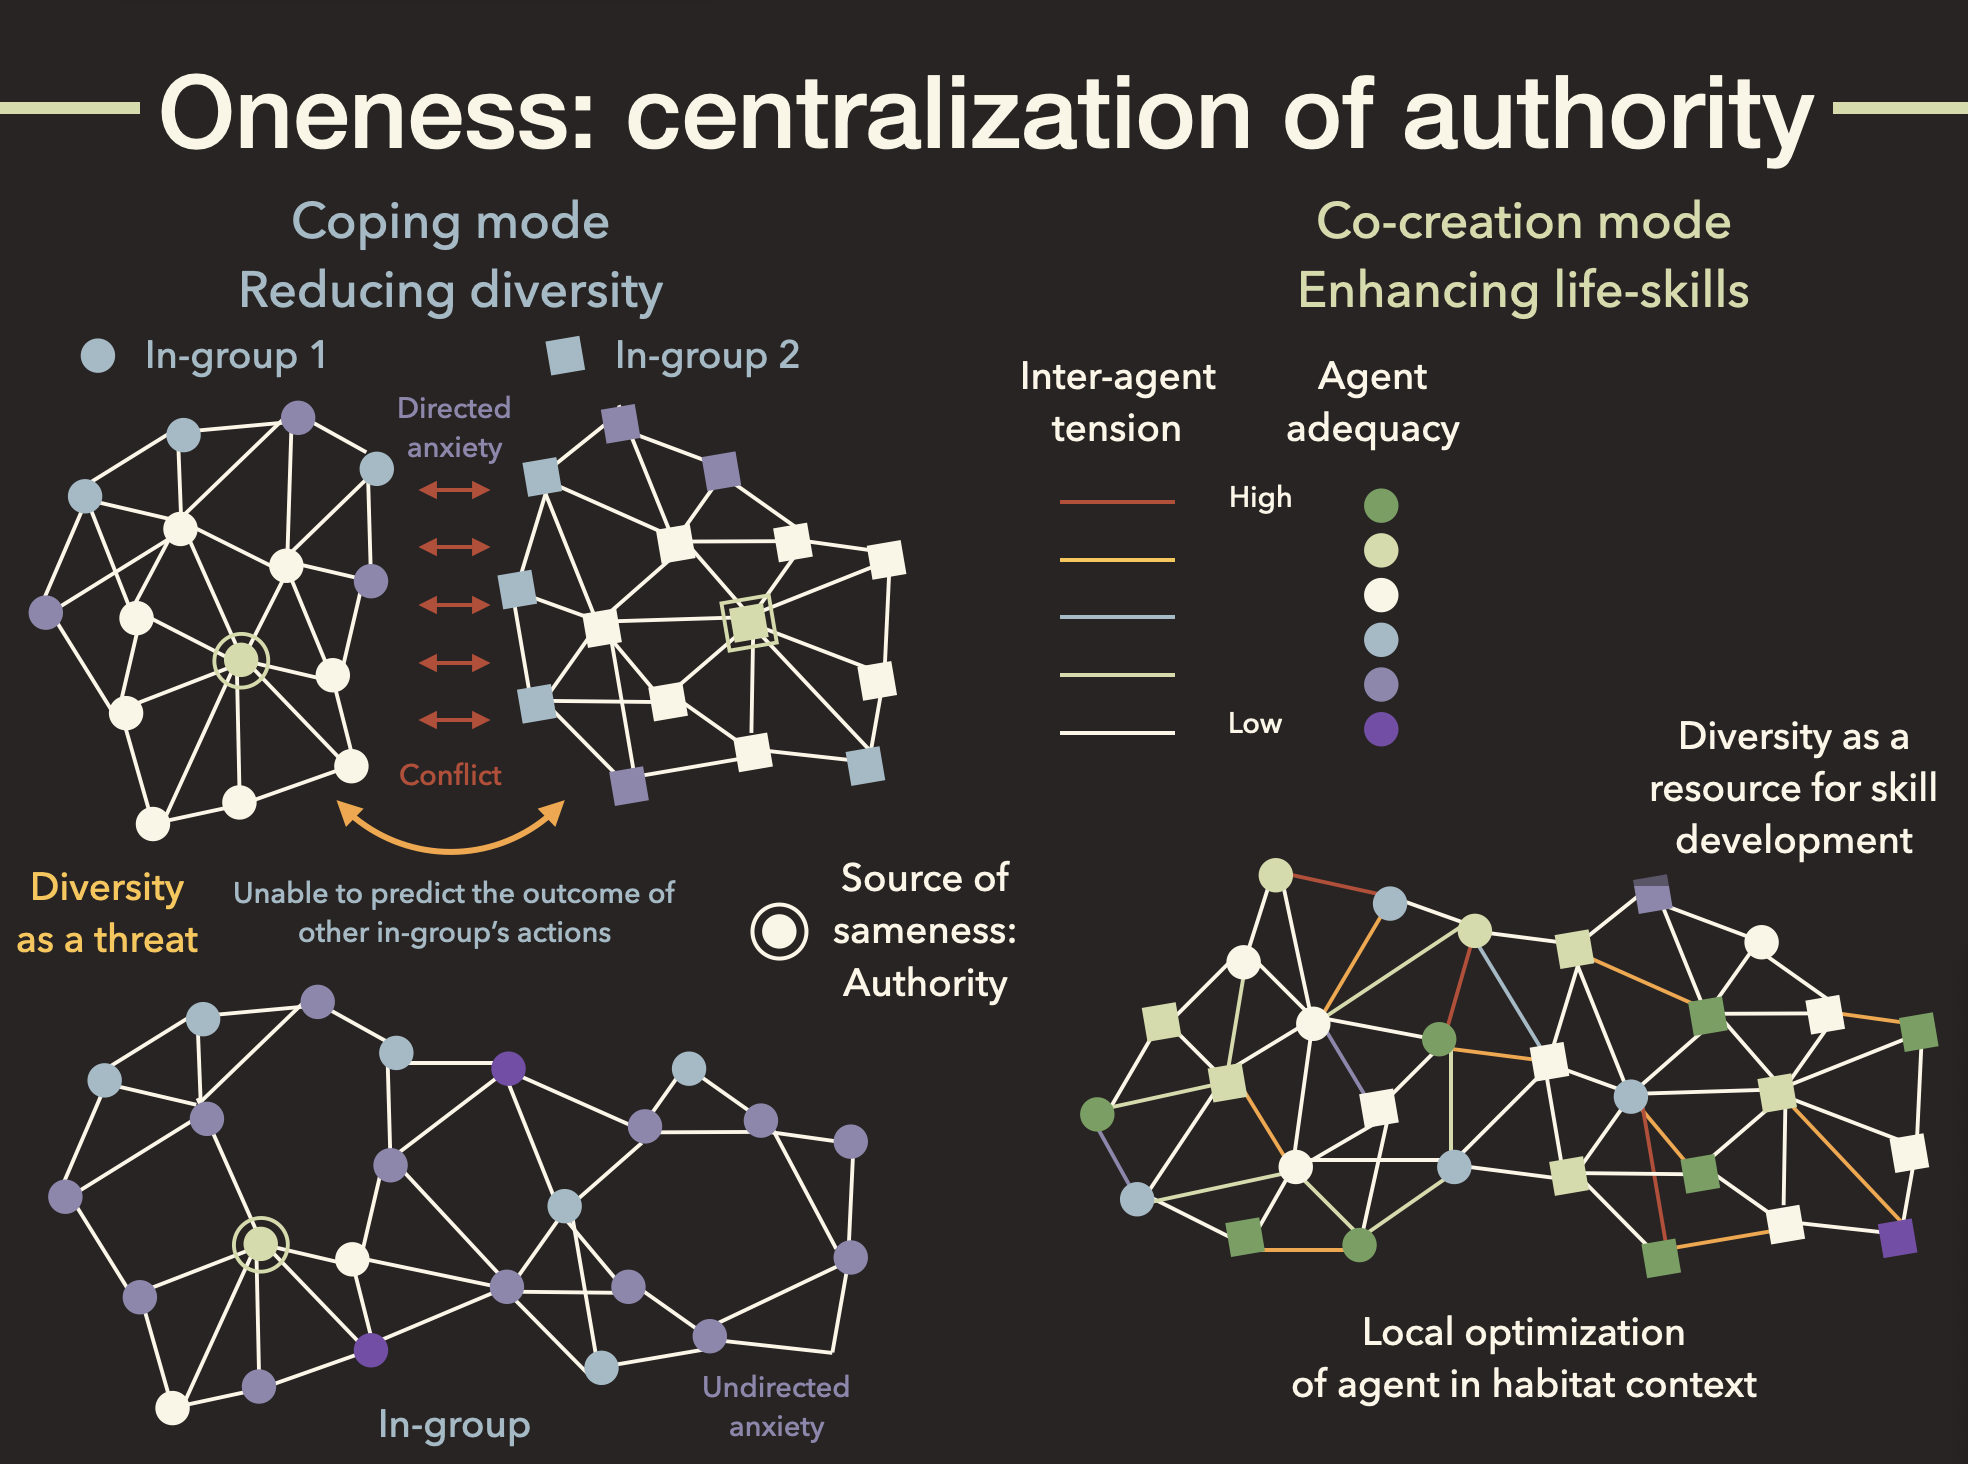 Oneness: centralization of authority
Coping mode
Reducing diversity
In-group 1
In-group 2
Directed
anxiety
Conflict
Diversity
as a threat
Unable to predict the outcome of
other in-group's actions
Source of
sameness:
Authority
In-group
Undirected
anxiety
Co-creation mode
Enhancing life-skills
Inter-agent
tension
Agent
adequacy
High
Low
Diversity as a
resource for skill
development
Local optimization
of agent in habitat context